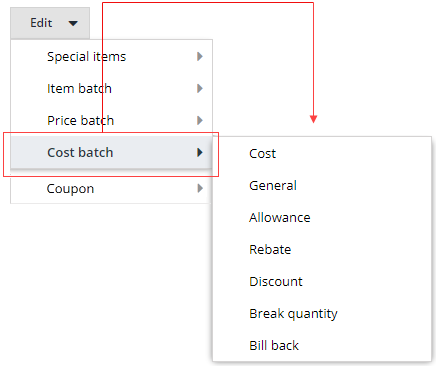 Edit
Special items
Item batch
Price batch
Cost batch
Coupon
Cost
General
Allowance
Rebate
Discount
Break quantity
Bill back